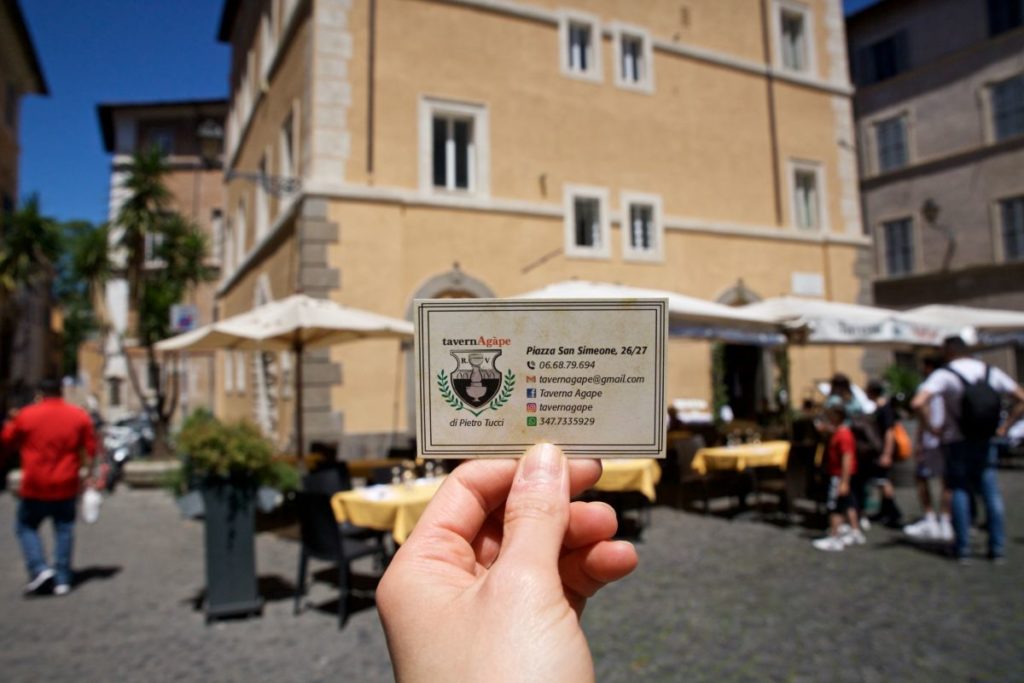 tavernAgàpe
R. V
di Pietro Tucci
Piazza San Simeone, 26/27
06.68.79.694
tavernagape@gmail.com
Taverna Agape
tavernagape
347.7335929